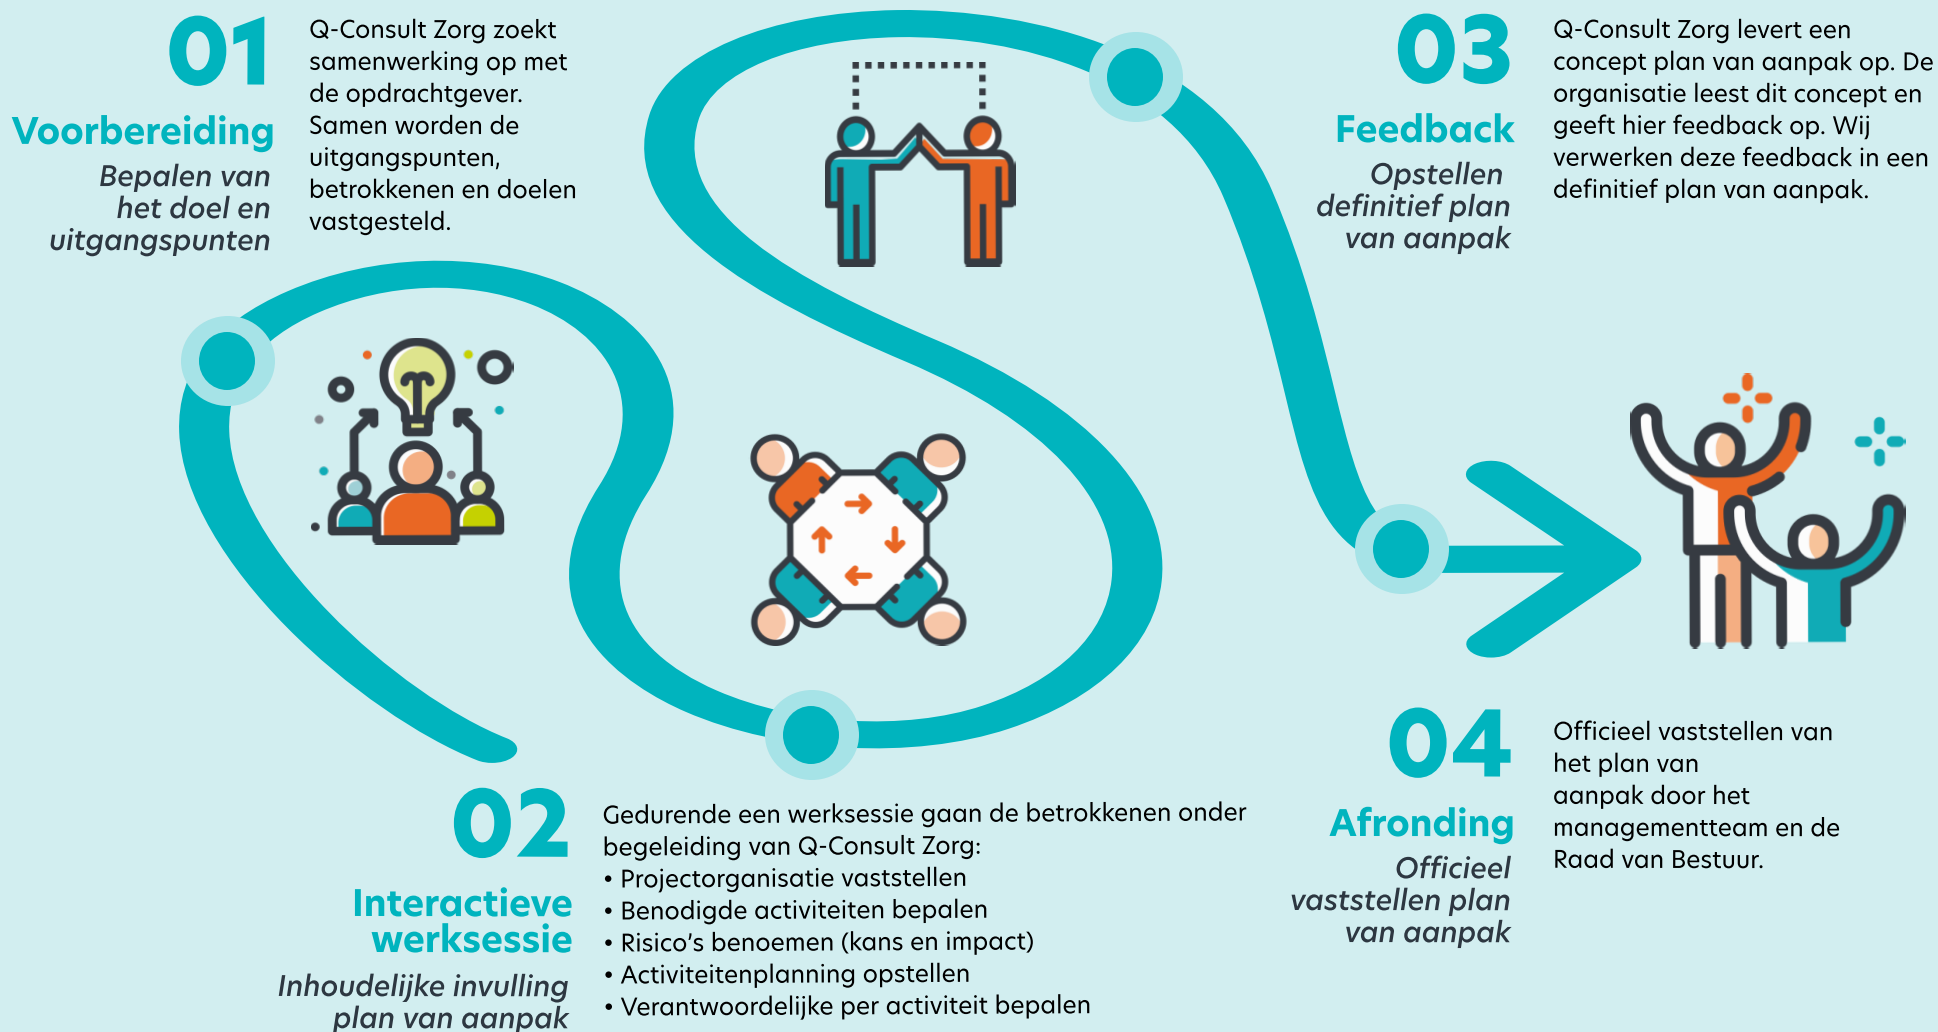 01
Voorbereiding
Bepalen van
het doel en
uitgangspunten
Q-Consult Zorg zoekt
samenwerking op met
de opdrachtgever.
Samen worden de
uitgangspunten,
betrokkenen en doelen
vastgesteld.
02
Interactieve
werksessie
Inhoudelijke invulling
plan van aanpak
Gedurende een werksessie gaan de betrokkenen onder
begeleiding van Q-Consult Zorg:
• Projectorganisatie vaststellen
• Benodigde activiteiten bepalen
• Risico's benoemen (kans en impact)
• Activiteitenplanning opstellen
• Verantwoordelijke per activiteit bepalen
03
Feedback
Opstellen
definitief plan
van aanpak
Q-Consult Zorg levert een
concept plan van aanpak op. De
organisatie leest dit concept en
geeft hier feedback op. Wij
verwerken deze feedback in een
definitief plan van aanpak.
04
Afronding
Officieel
vaststellen plan
van aanpak
Officieel vaststellen van
het plan van
aanpak door het
managementteam en de
Raad van Bestuur.